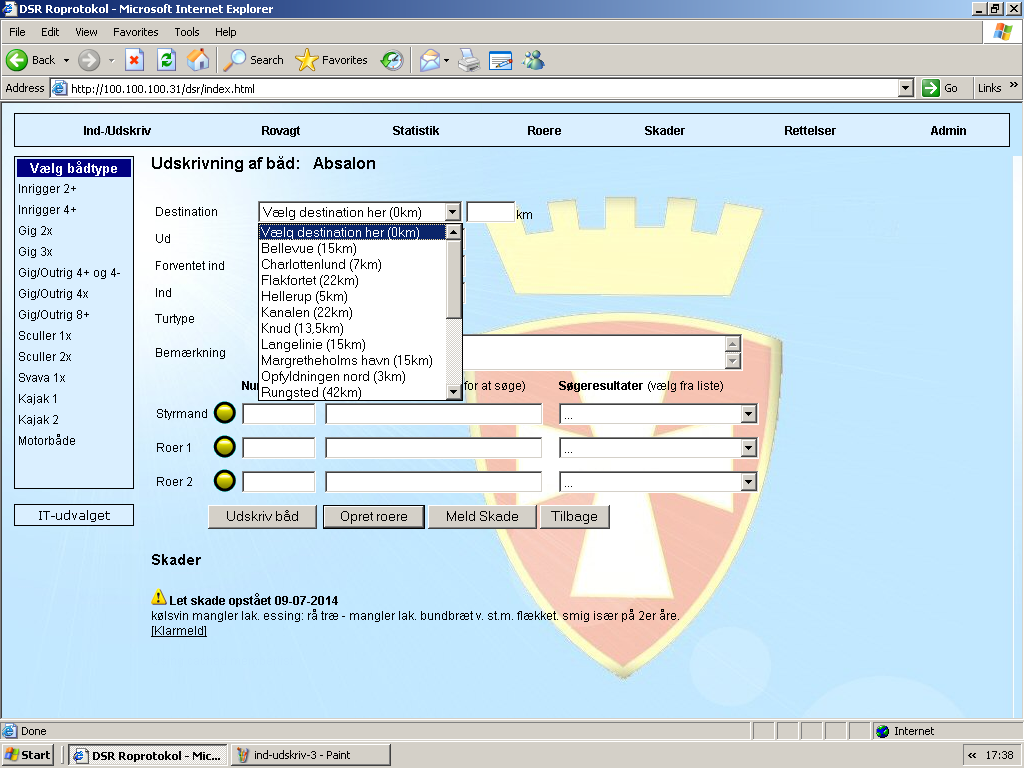 DSR Roprotokol - Microsoft Internet Explorer
File Edit View Favorites Tools Help
Back Search Favorites
Address http://100.100.100.31/dsr/index.html Go Links »
Ind-/Udskriv Rovagt Statistik Roere Skader Rettelser Admin
Vælg bådtype
Inrigger 2+
Inrigger 4+
Gig 2x
Gig 3x
Gig/Outrig 4+ og 4-
Gig/Outrig 4x
Gig/Outrig 8+
Sculler 1x
Sculler 2x
Svava 1x
Kajak 1
Kajak 2
Motorbåde
IT-udvalget
Udskrivning af båd: Absalon
Destination Vælg destination her (0km) km
Vælg destination her (0km)
Bellevue (15km)
Charlottenlund (7km)
Flakfortet (22km)
Hellerup (5km)
Kanalen (22km)
Knud (13,5km)
Langelinie (15km)
Margretheholms havn (15km)
Opfyldningen nord (3km)
Rungsted (42km)
Ud
Forventet ind
Ind
Turtype
Bemærkning
for at søge) Søgeresultater (vælg fra liste)
Styrmand ...
Roer 1 ...
Roer 2 ...
Udskriv båd Opret roere Meld Skade Tilbage
Skader
Let skade opstået 09-07-2014
kølsvin mangler lak. essing: rå træ - mangler lak. bundbræt v. st.m. flækket. smig især på 2er åre.
[Klarmeld]
Done Internet
Start DSR Roprotokol - Mic... ind-udskriv-3 - Paint « 17:38